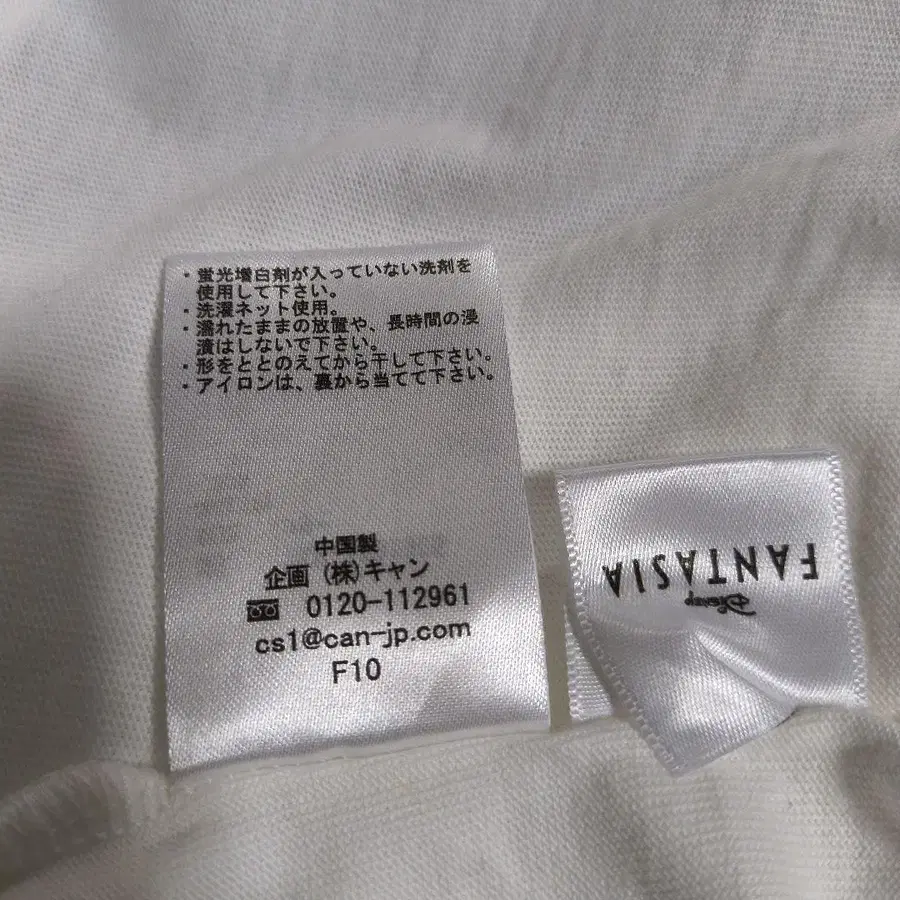 ・蛍光増白剤が入っていない洗剤を
使用して下さい。
・洗濯ネット使用。
・濡れたままの放置や、長時間の浸
漬はしないで下さい。
・形をととのえてから干して下さい。
・アイロンは、裏から当てて下さい。
中国製
企画 (株)キャン
0120-112961
cs1@can-jp.com
F10
Disney
FANTASIA